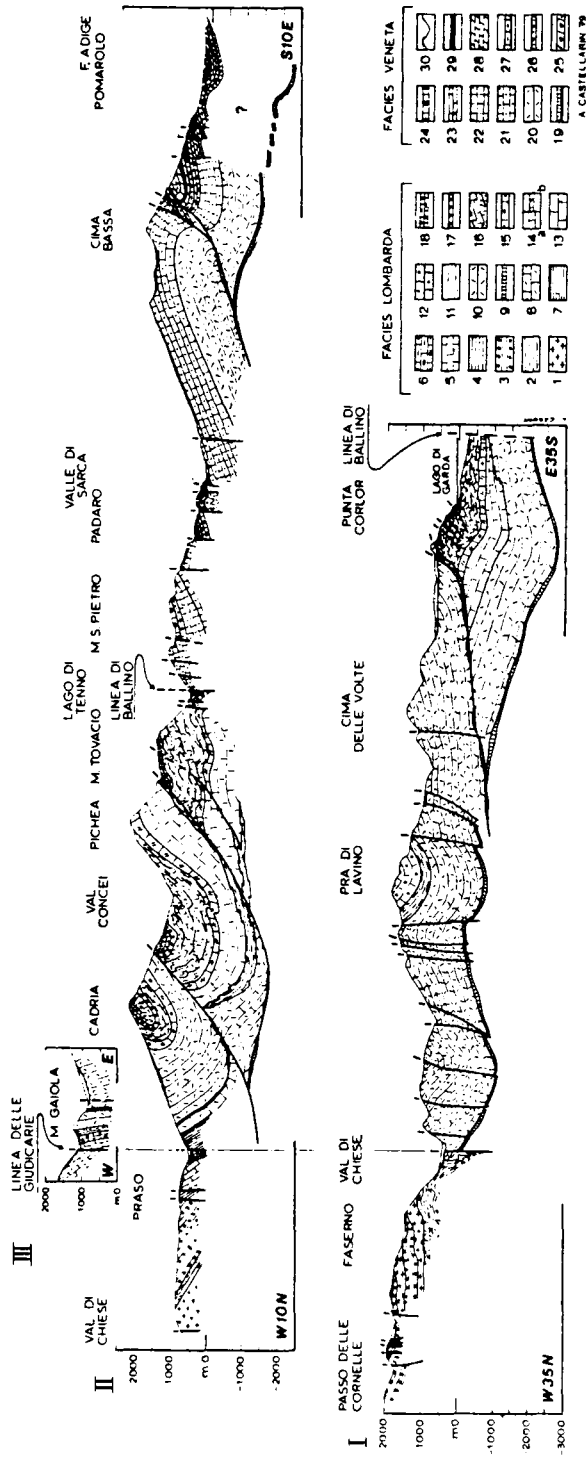 III
LINEA DELLE
GIUDICARIE
M GAIOLA
2000
1000
m 0
W
E
II
VAL DI
CHIESE
PRASO
CADRIA
VAL
CONCEI
PICHEA
M. TOVACIO
LAGO DI
TENNO
LINEA DI
BALLINO
M S PIETRO
PADARO
VALLE DI
SARCA
CIMA
BASSA
F. ADIGE
POMAROLO
2000
1000
m 0
-1000
-2000
W10N
?
S10E
I
PASSO DELLE
CORNELLE
FASERNO
VAL DI
CHIESE
PRA DI
LAVINO
CIMA
DELLE VOLTE
PUNTA
CORLOR
LAGO DI
GARDA
LINEA DI
BALLINO
2000
1000
m 0
-1000
-2000
-3000
W35N
E35S
FACIES LOMBARDA
6 12 18
5 11 17
4 10 16
3 9 15
2 8 14 a b
1 7 13
FACIES VENETA
24 30
23 29
22 28
21 27
20 26
19 25
A CASTELLARIN 79